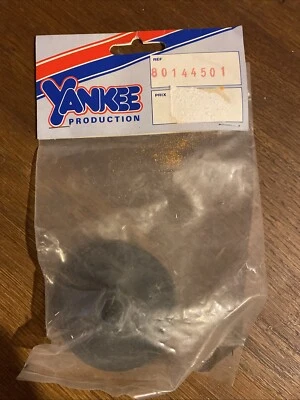 REF
80144501
YANKEE
PRODUCTION
PRIX